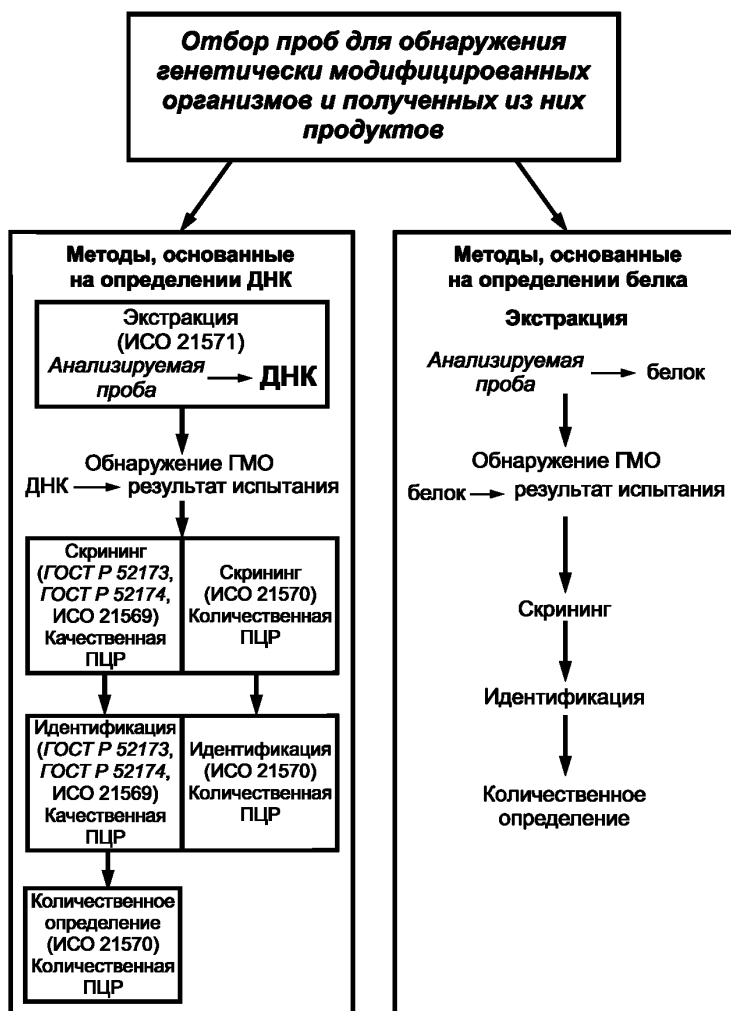 Отбор проб для обнаружения
генетически модифицированных
организмов и полученных из них
продуктов
Методы, основанные
на определении ДНК
Экстракция
(ИСО 21571)
Анализируемая
проба
ДНК
Обнаружение ГМО
ДНК
результат испытания
Скрининг
(ГОСТ Р 52173,
ГОСТ Р 52174,
ИСО 21569)
Качественная
ПЦР
Скрининг
(ИСО 21570)
Количественная
ПЦР
Идентификация
(ГОСТ Р 52173,
ГОСТ Р 52174,
ИСО 21569)
Качественная
ПЦР
Идентификация
(ИСО 21570)
Количественная
ПЦР
Количественное
определение
(ИСО 21570)
Количественная
ПЦР
Методы, основанные
на определении белка
Экстракция
Анализируемая
проба
белок
Обнаружение ГМО
белок
результат испытания
Скрининг
Идентификация
Количественное
определение